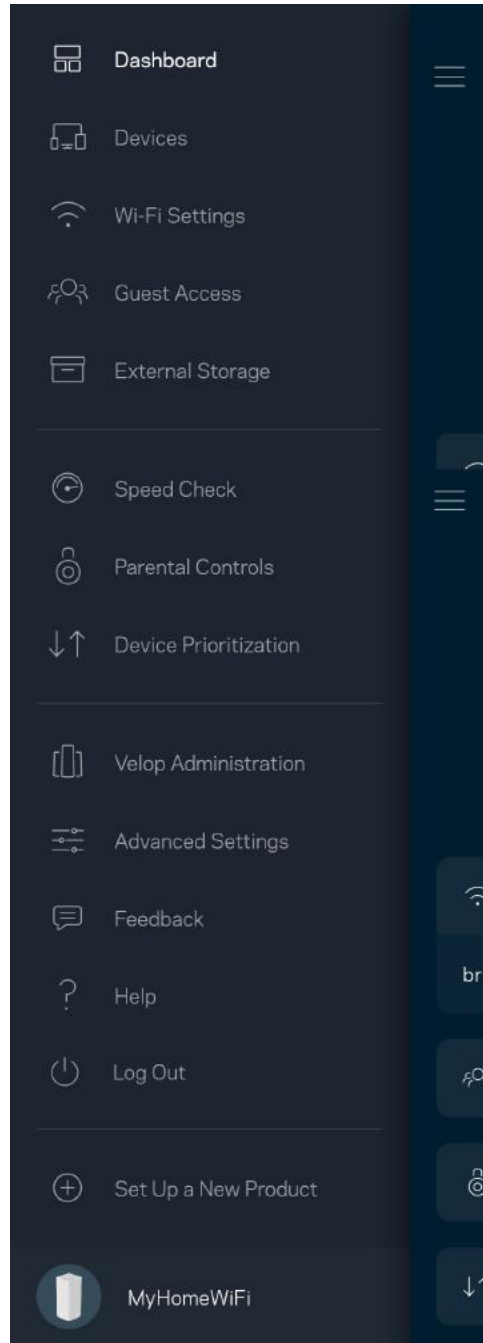 Dashboard
Devices
Wi-Fi Settings
Guest Access
External Storage
Speed Check
Parental Controls
Device Prioritization
Velop Administration
Advanced Settings
Feedback
br
Help
Log Out
Set Up a New Product
MyHomeWiFi